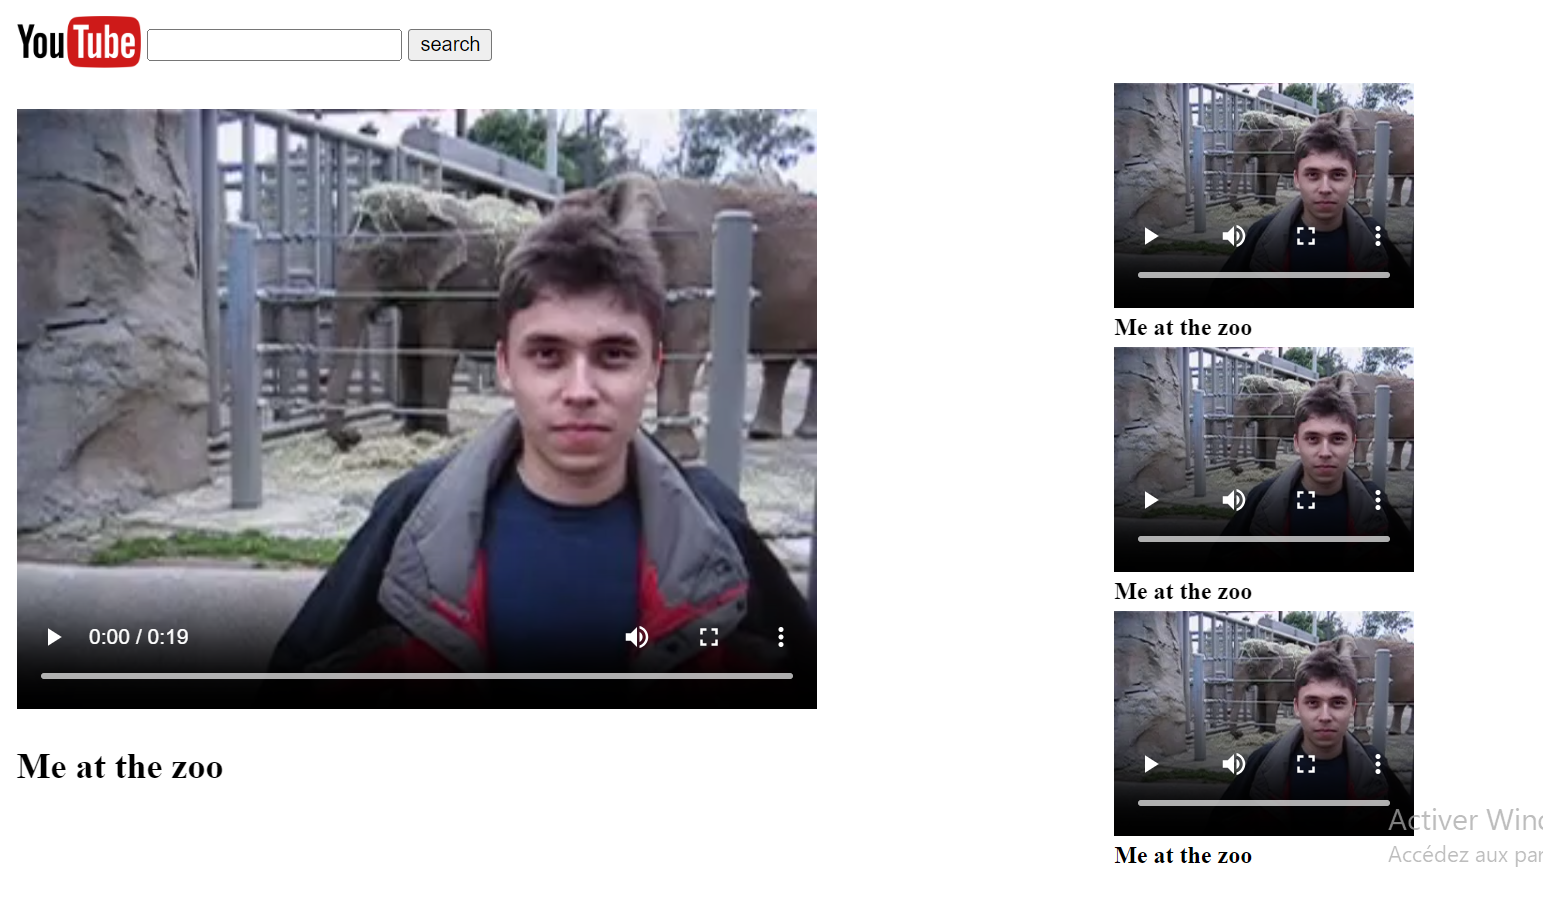 YouTube
search
0:00 / 0:19
Me at the zoo
Me at the zoo
Me at the zoo
Me at the zoo
Activer Wind
Accédez aux par